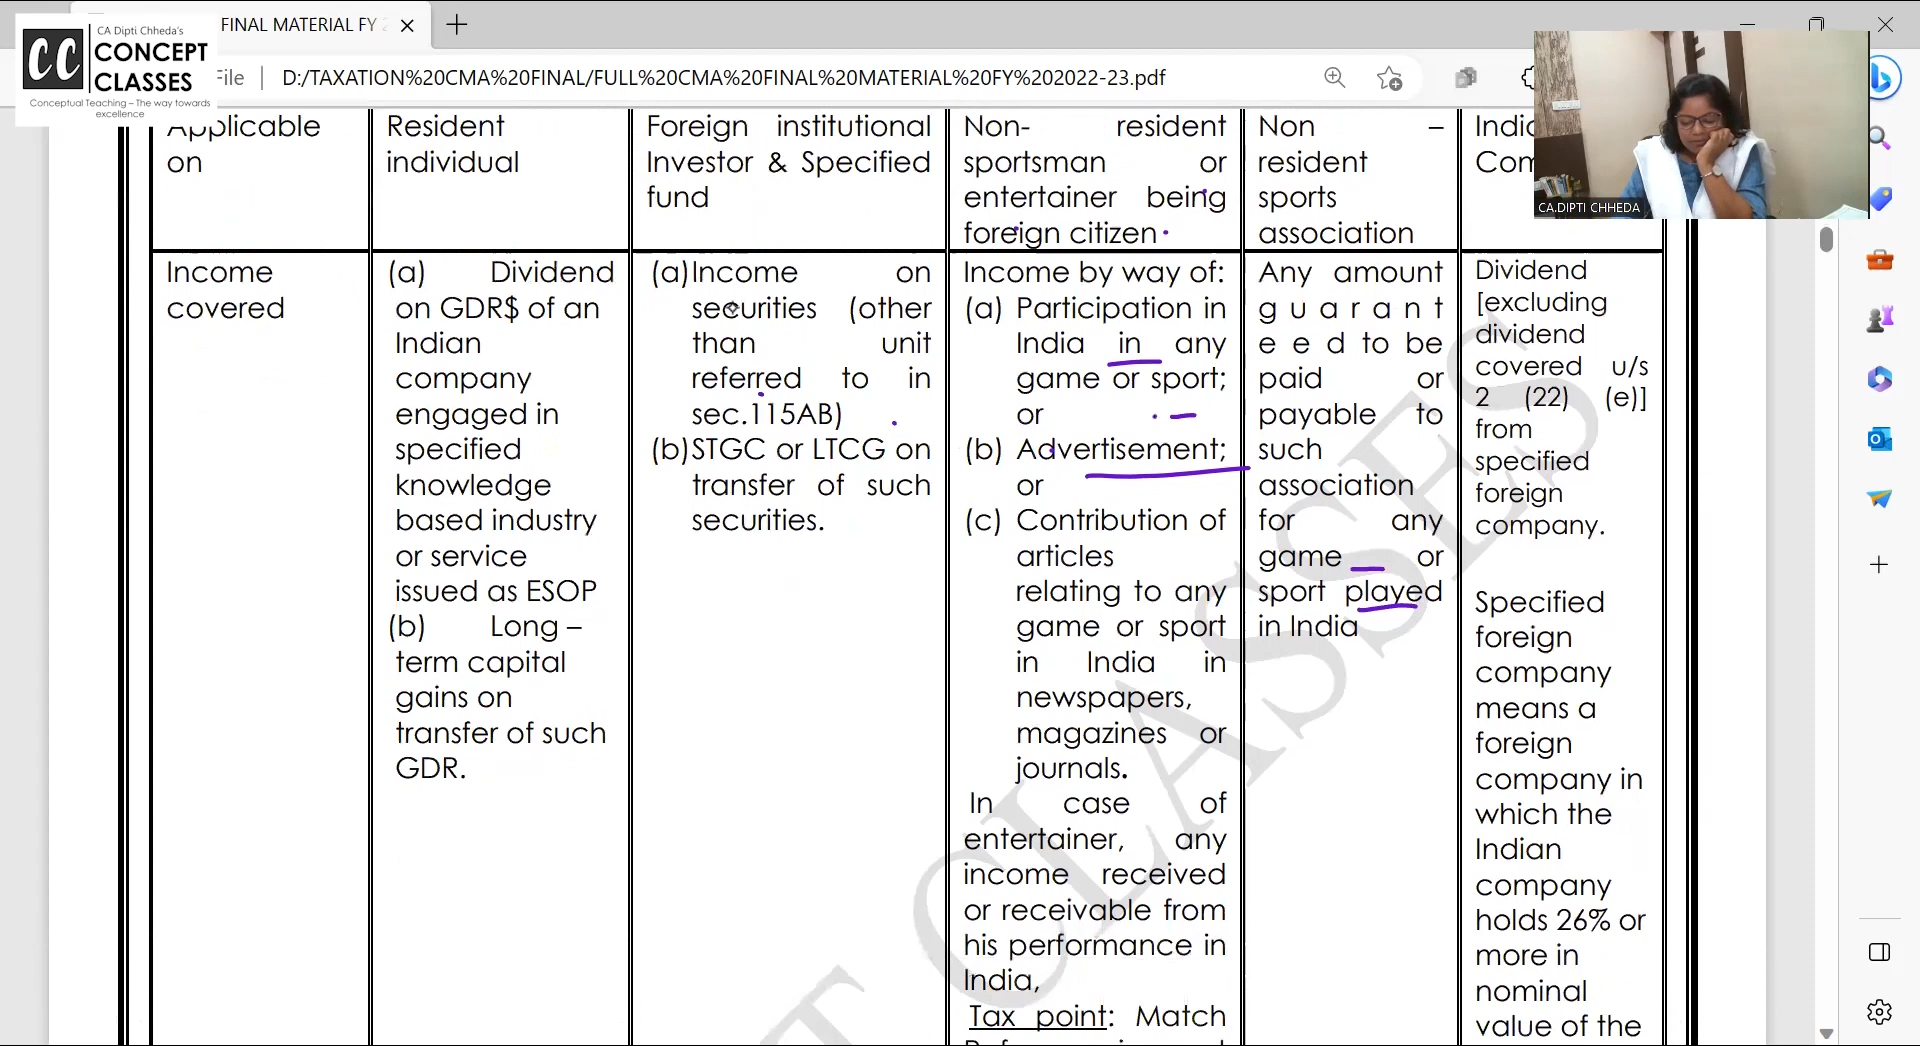 FINAL MATERIAL FY 2
CA Dipti Chheda's
CC CONCEPT
CLASSES
Conceptual Teaching – The way towards
excellence
File
D:/TAXATION%20CMA%20FINAL/FULL%20CMA%20FINAL%20MATERIAL%20FY%202022-23.pdf
CA.DIPTI CHHEDA
Applicable
on
Resident
individual
Foreign institutional
Investor & Specified
fund
Non- resident
sportsman or
entertainer being
foreign citizen
Non –
resident
sports
association
Income
covered
(a) Dividend
on GDR$ of an
Indian
company
engaged in
specified
knowledge
based industry
or service
issued as ESOP
(b) Long –
term capital
gains on
transfer of such
GDR.
(a) Income on
securities (other
than unit
referred to in
sec.115AB)
(b) STGC or LTCG on
transfer of such
securities.
Income by way of:
(a) Participation in
India in any
game or sport;
or
(b) Advertisement;
or
(c) Contribution of
articles
relating to any
game or sport
in India in
newspapers,
magazines or
journals.
In case of
entertainer, any
income received
or receivable from
his performance in
India,
Tax point: Match
Any amount
g u a r a n t
e e d to be
paid or
payable to
such
association
for any
game or
sport played
in India
Dividend
[excluding
dividend
covered u/s
2 (22) (e)]
from
specified
foreign
company.
Specified
foreign
company
means a
foreign
company in
which the
Indian
company
holds 26% or
more in
nominal
value of the
CLASSES